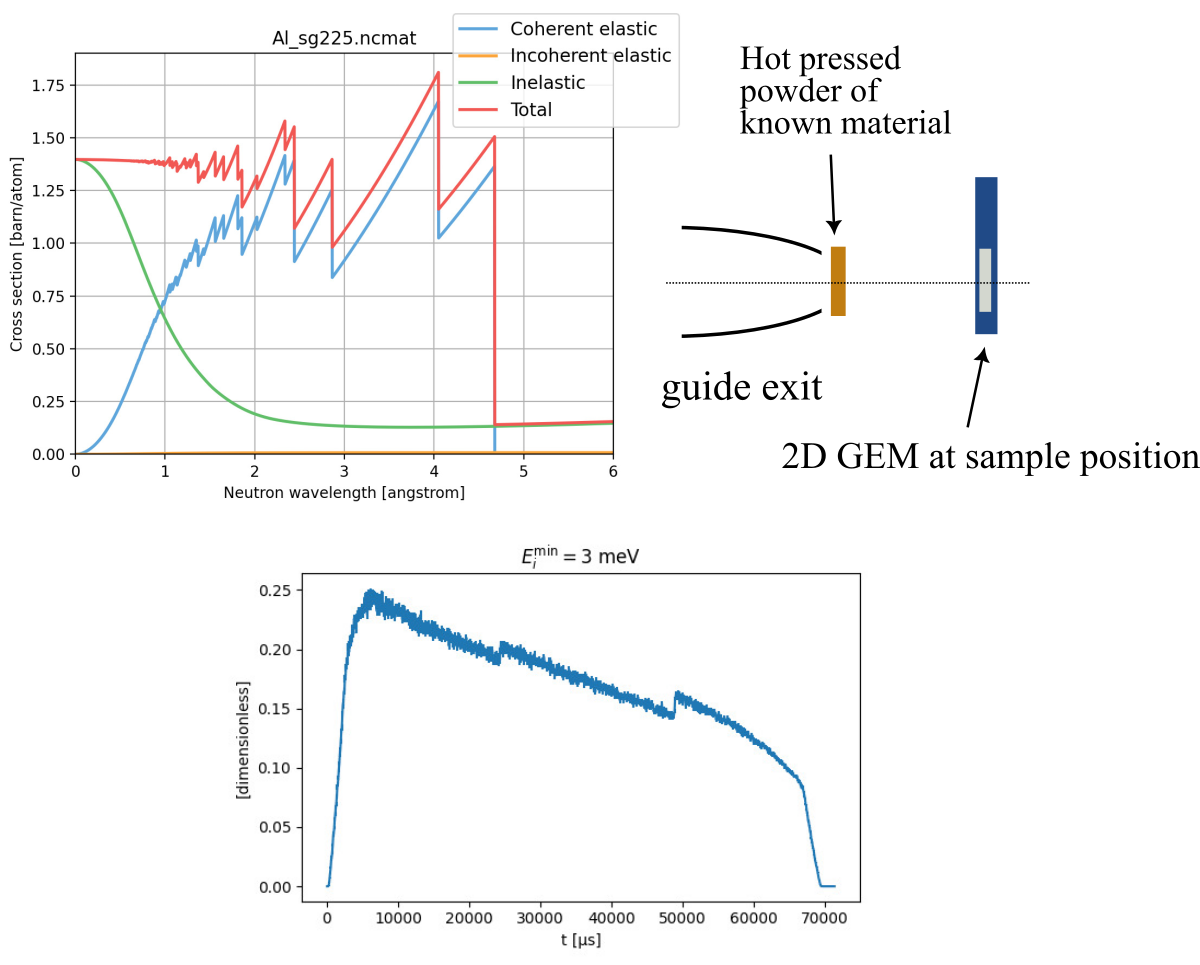 Al_sg225.ncmat
Coherent elastic
Incoherent elastic
Inelastic
Total
Cross section [barn/atom]
1.75
1.50
1.25
1.00
0.75
0.50
0.25
0.00
0 1 2 3 4 5 6
Neutron wavelength [angstrom]
Hot pressed
powder of
known material
guide exit
2D GEM at sample position
E_i^min = 3 meV
[dimensionless]
0.25
0.20
0.15
0.10
0.05
0.00
0 10000 20000 30000 40000 50000 60000 70000
t [µs]